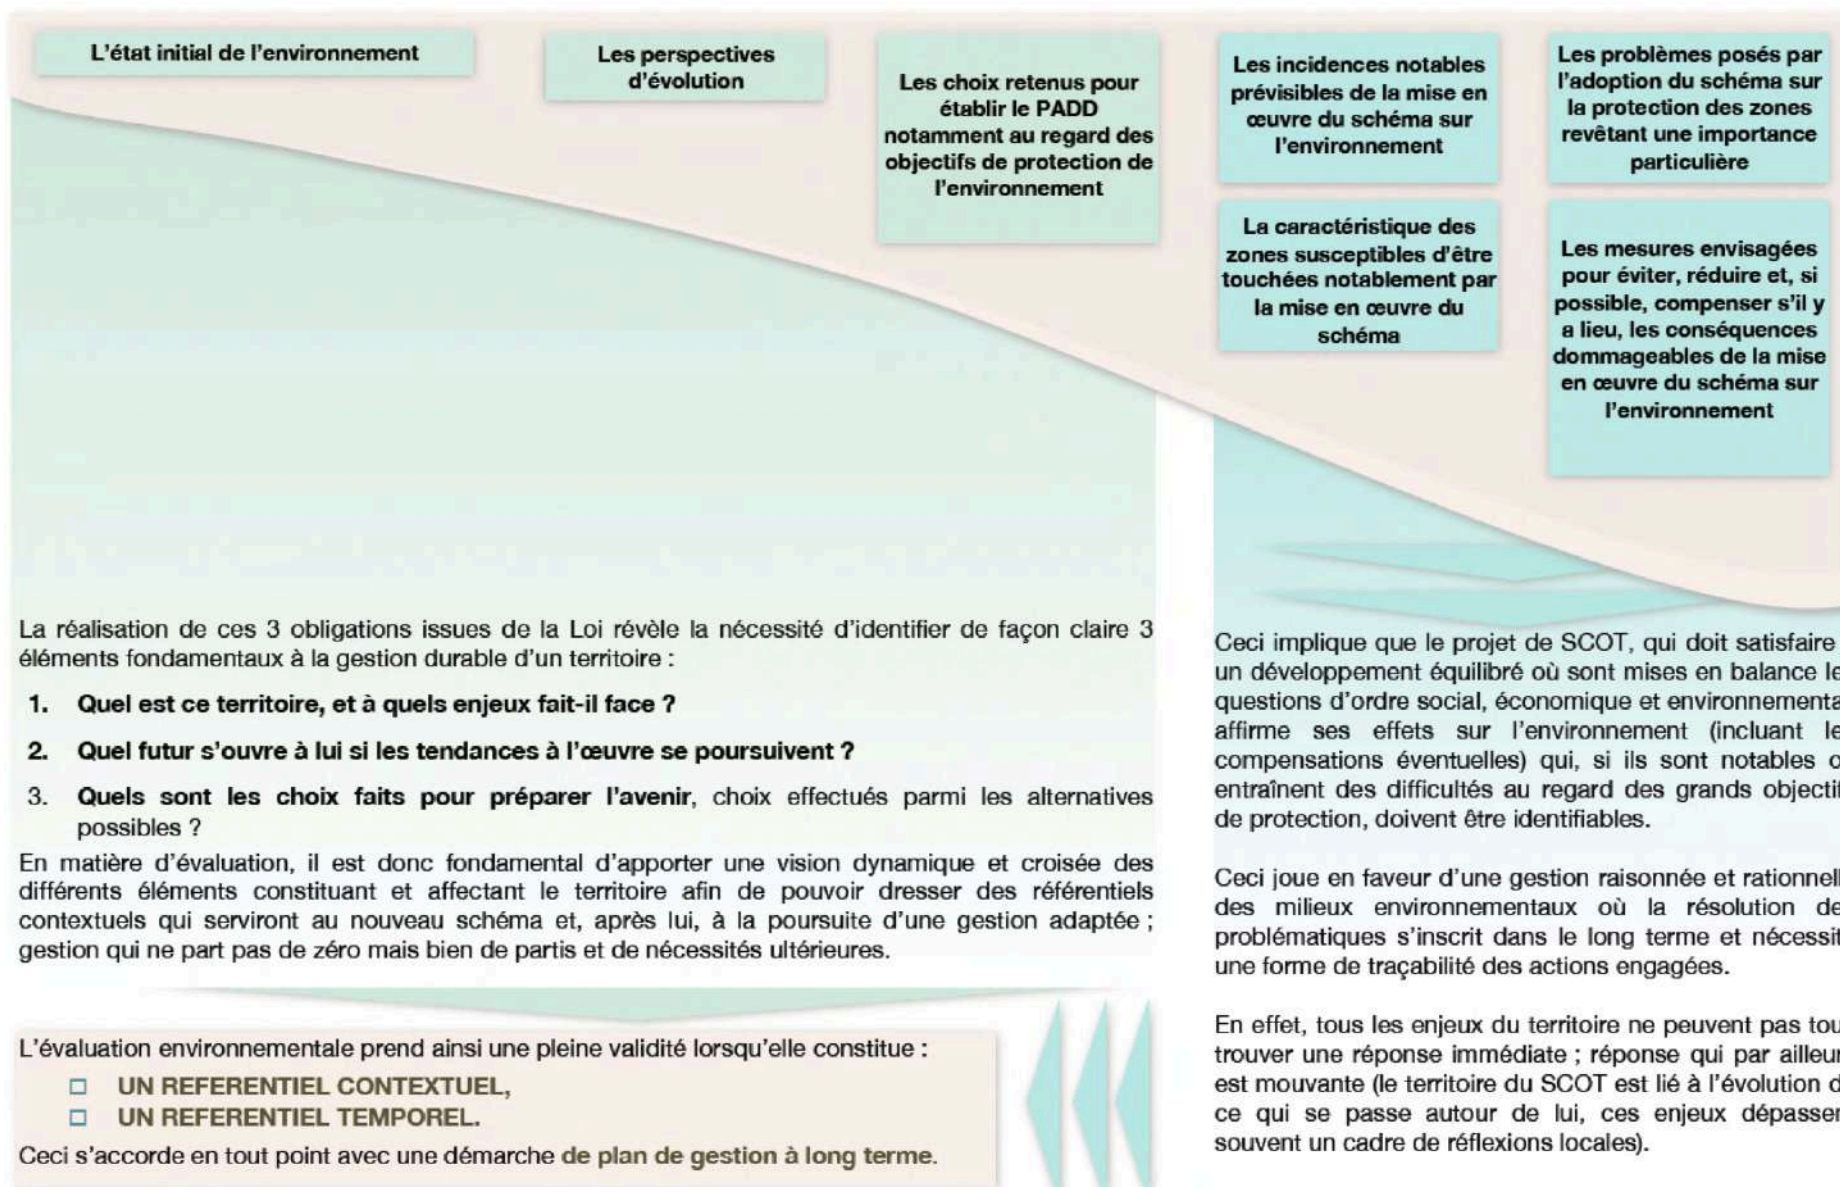 L'état initial de l'environnement
Les perspectives
d'évolution
Les choix retenus pour
établir le PADD
notamment au regard des
objectifs de protection de
l'environnement
Les incidences notables
prévisibles de la mise en
œuvre du schéma sur
l'environnement
Les problèmes posés par
l'adoption du schéma sur
la protection des zones
revêtant une importance
particulière
La caractéristique des
zones susceptibles d'être
touchées notablement par
la mise en œuvre du
schéma
Les mesures envisagées
pour éviter, réduire et, si
possible, compenser s'il y
a lieu, les conséquences
dommageables de la mise
en œuvre du schéma sur
l'environnement
La réalisation de ces 3 obligations issues de la Loi révèle la nécessité d'identifier de façon claire 3
éléments fondamentaux à la gestion durable d'un territoire :
1. Quel est ce territoire, et à quels enjeux fait-il face ?
2. Quel futur s'ouvre à lui si les tendances à l'œuvre se poursuivent ?
3. Quels sont les choix faits pour préparer l'avenir, choix effectués parmi les alternatives
possibles ?
En matière d'évaluation, il est donc fondamental d'apporter une vision dynamique et croisée des
différents éléments constituant et affectant le territoire afin de pouvoir dresser des référentiels
contextuels qui serviront au nouveau schéma et, après lui, à la poursuite d'une gestion adaptée ;
gestion qui ne part pas de zéro mais bien de partis et de nécessités ultérieures.
L'évaluation environnementale prend ainsi une pleine validité lorsqu'elle constitue :
□ UN REFERENTIEL CONTEXTUEL,
□ UN REFERENTIEL TEMPOREL.
Ceci s'accorde en tout point avec une démarche de plan de gestion à long terme.
Ceci implique que le projet de SCOT, qui doit satisfaire
un développement équilibré où sont mises en balance
questions d'ordre social, économique et
affirme ses effets sur l'environnement (incluant
compensations éventuelles) qui, si ils sont notables
entraînent des difficultés au regard des grands
de protection, doivent être identifiables.
Ceci joue en faveur d'une gestion raisonnée et
des milieux environnementaux où la résolution
problématiques s'inscrit dans le long terme et
une forme de traçabilité des actions engagées.
En effet, tous les enjeux du territoire ne peuvent pas
trouver une réponse immédiate ; réponse qui par
est mouvante (le territoire du SCOT est lié à l'évolution
ce qui se passe autour de lui, ces enjeux
souvent un cadre de réflexions locales).